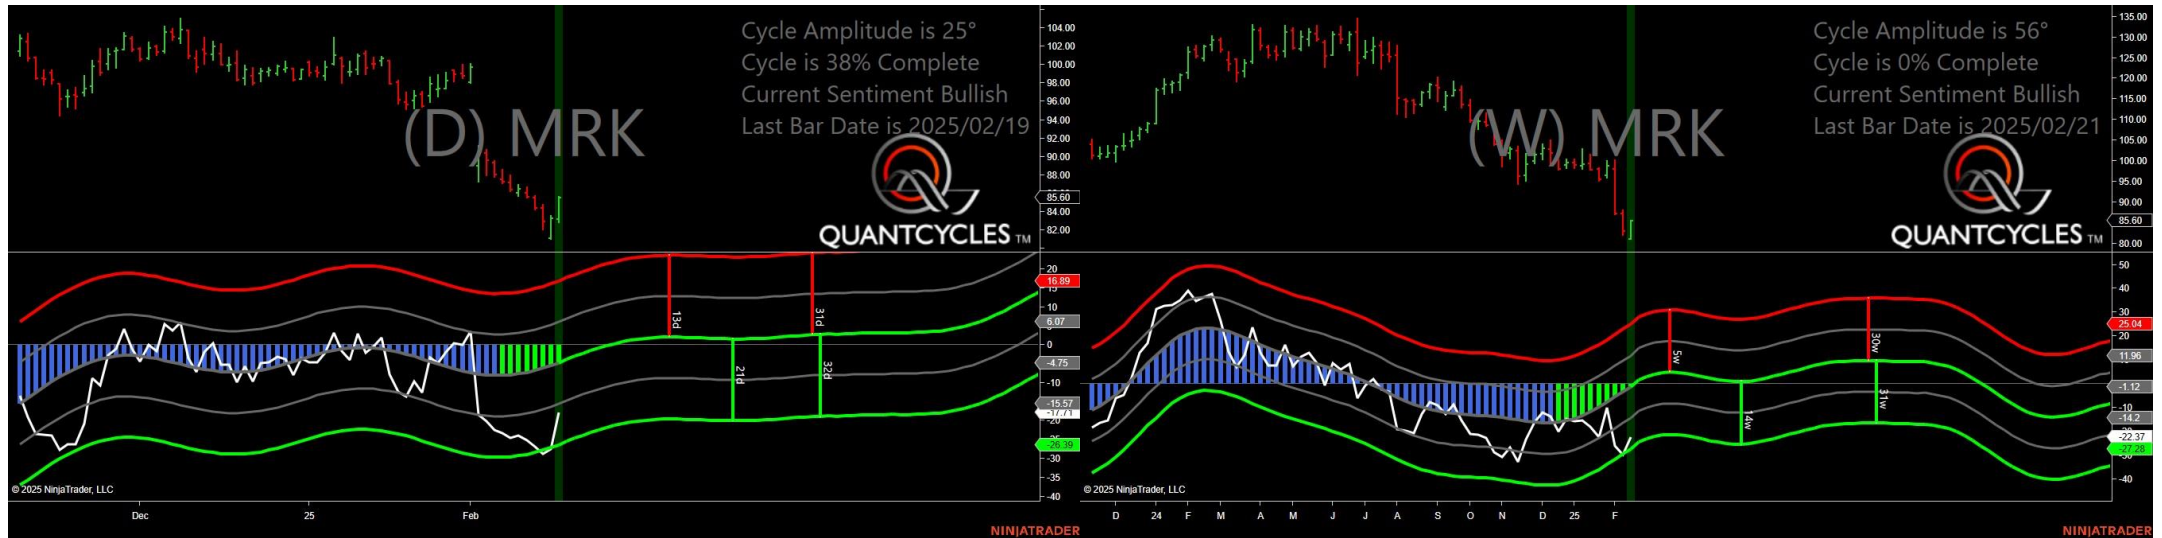 Cycle Amplitude is 25°
Cycle is 38% Complete
Current Sentiment Bullish
Last Bar Date is 2025/02/19
(D) MRK
QUANTCYCLES TM
104.00
102.00
100.00
98.00
96.00
94.00
92.00
90.00
88.00
85.60
84.00
82.00
20
16.89
15
10
6.07
0
-4.75
-10
-15.57
-17.71
-20
-26.39
-30
-35
-40
13d
31d
21d
32d
© 2025 NinjaTrader, LLC
Dec
25
Feb
NINJATRADER
Cycle Amplitude is 56°
Cycle is 0% Complete
Current Sentiment Bullish
Last Bar Date is 2025/02/21
(W) MRK
QUANTCYCLES TM
135.00
130.00
125.00
120.00
115.00
110.00
105.00
100.00
95.00
90.00
85.60
80.00
50
40
30
25.04
20
11.96
-1.12
-10
-14.2
-22.37
-27.28
-40
5w
30w
14w
31w
© 2025 NinjaTrader, LLC
D
24
F
M
A
M
J
J
A
S
O
N
D
25
F
NINJATRADER